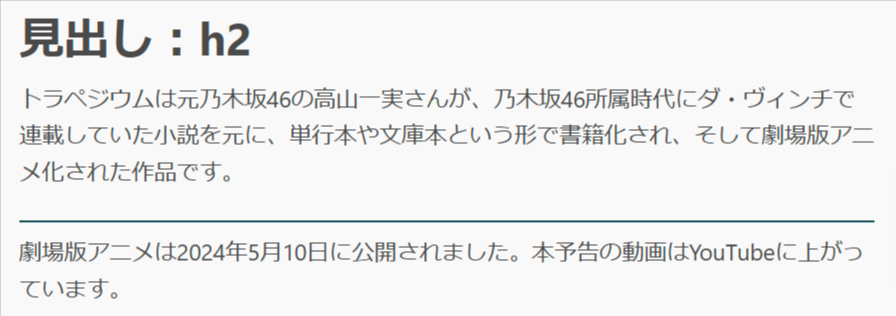 見出し：h2
トラペジウムは元乃木坂46の高山一実さんが、乃木坂46所属時代にダ・ヴィンチで
連載していた小説を元に、単行本や文庫本という形で書籍化され、そして劇場版アニ
メ化された作品です。
劇場版アニメは2024年5月10日に公開されました。本予告の動画はYouTubeに上がっ
ています。